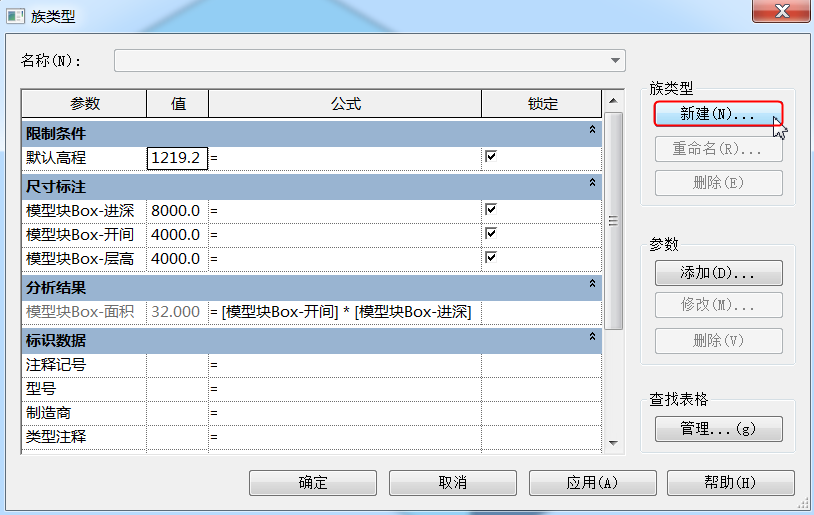 族类型
名称(N):
参数 值 公式 锁定
限制条件
默认高程 1219.2 =
尺寸标注
模型块Box-进深 8000.0 =
模型块Box-开间 4000.0 =
模型块Box-层高 4000.0 =
分析结果
模型块Box-面积 32.000 = [模型块Box-开间] * [模型块Box-进深]
标识数据
注释记号 =
型号 =
制造商 =
类型注释 =
族类型
新建(N)...
重命名(R)...
删除(E)
参数
添加(D)...
修改(M)...
删除(V)
查找表格
管理...(g)
确定 取消 应用(A) 帮助(H)